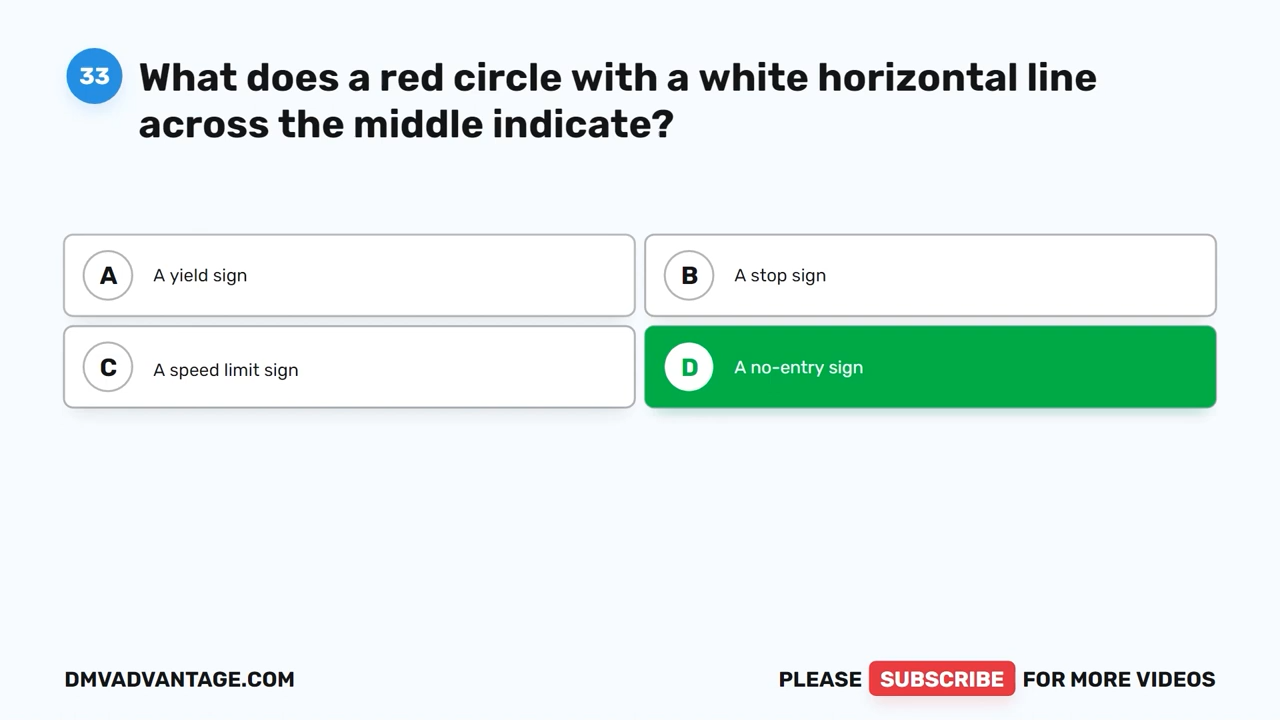 33
What does a red circle with a white horizontal line
across the middle indicate?
A A yield sign
B A stop sign
C A speed limit sign
D A no-entry sign
DMVADVANTAGE.COM
PLEASE SUBSCRIBE FOR MORE VIDEOS